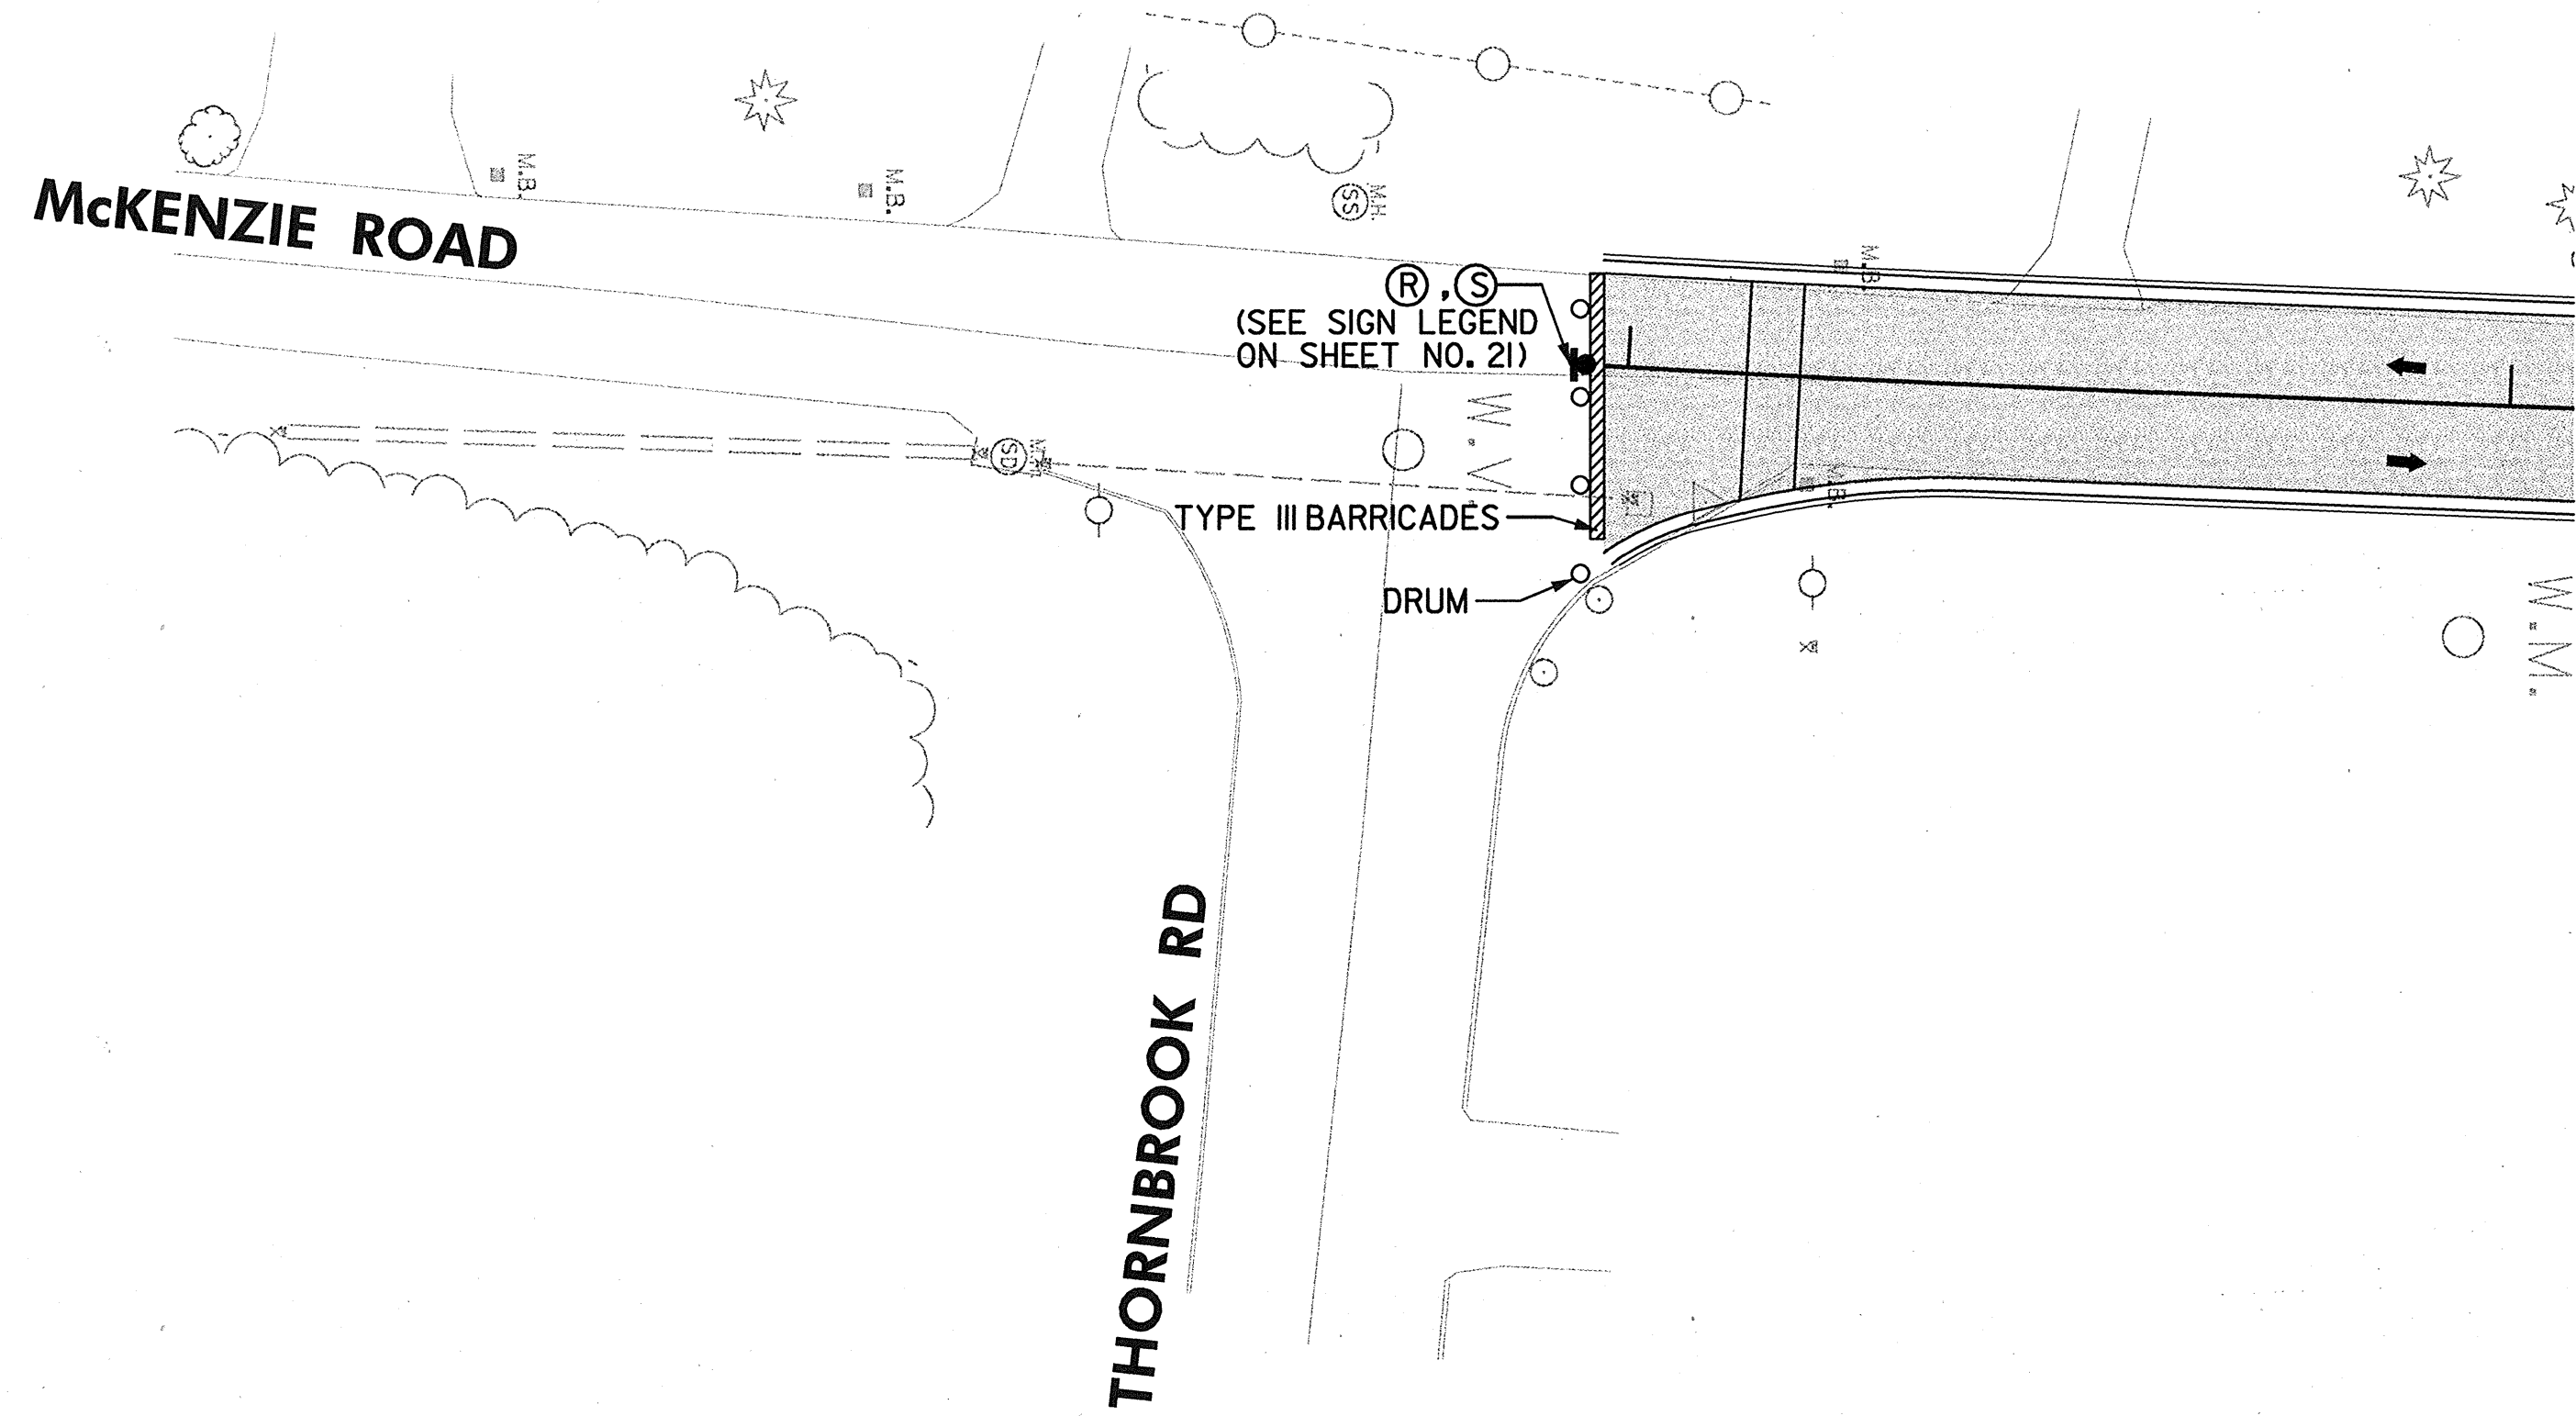 M.B.
M.B.
M.H.
SS
McKENZIE ROAD
R , S
(SEE SIGN LEGEND
ON SHEET NO. 21)
M.B.
W.V.
SD
TYPE III BARRICADES
DRUM
W.M.
THORNBROOK RD